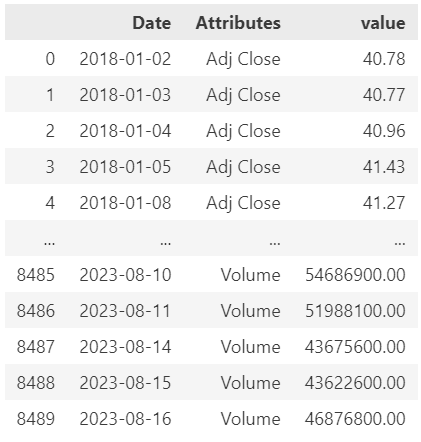 Date Attributes value
0 2018-01-02 Adj Close 40.78
1 2018-01-03 Adj Close 40.77
2 2018-01-04 Adj Close 40.96
3 2018-01-05 Adj Close 41.43
4 2018-01-08 Adj Close 41.27
... ... ... ...
8485 2023-08-10 Volume 54686900.00
8486 2023-08-11 Volume 51988100.00
8487 2023-08-14 Volume 43675600.00
8488 2023-08-15 Volume 43622600.00
8489 2023-08-16 Volume 46876800.00